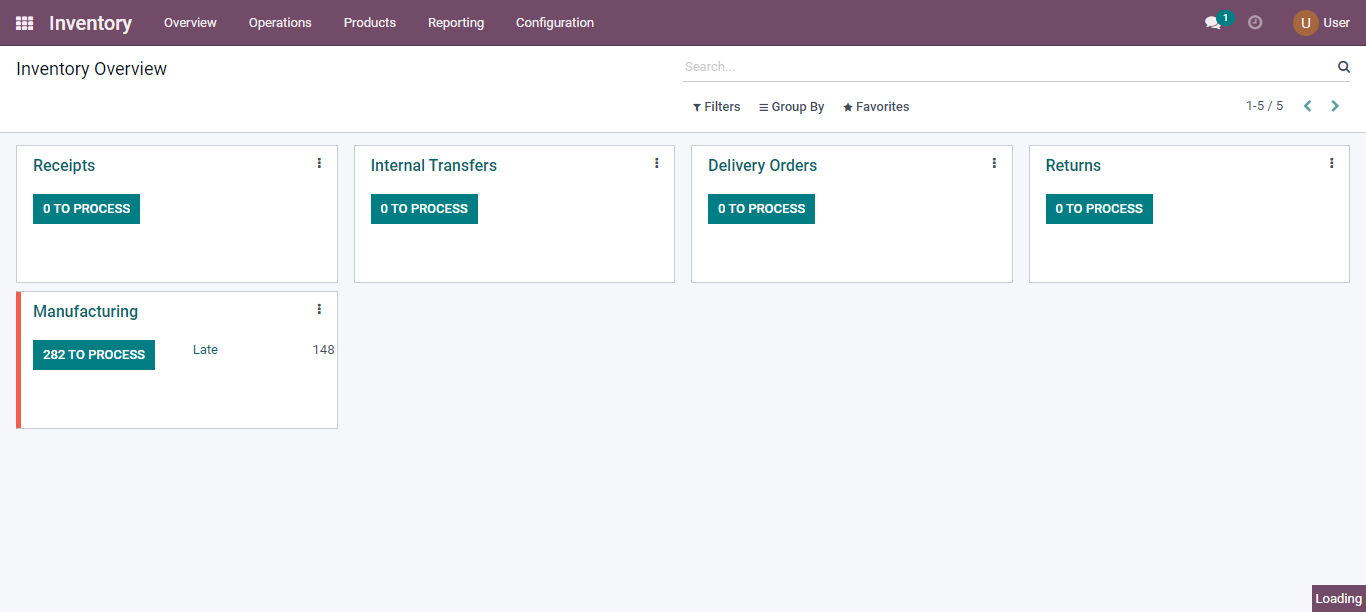 Inventory Overview Operations Products Reporting Configuration 1 U User
Inventory Overview
Search...
Filters Group By Favorites 1-5 / 5
Receipts Internal Transfers Delivery Orders Returns
0 TO PROCESS 0 TO PROCESS 0 TO PROCESS 0 TO PROCESS
Manufacturing
282 TO PROCESS Late 148
Loading